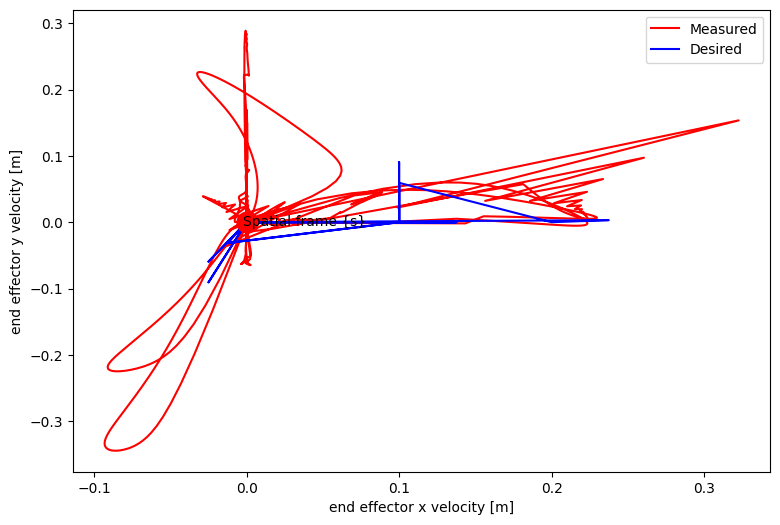 0.3
0.2
0.1
0.0
−0.1
−0.2
−0.3
end effector y velocity [m]
Measured
Desired
Spatial frame [s]
−0.1
0.0
0.1
0.2
0.3
end effector x velocity [m]